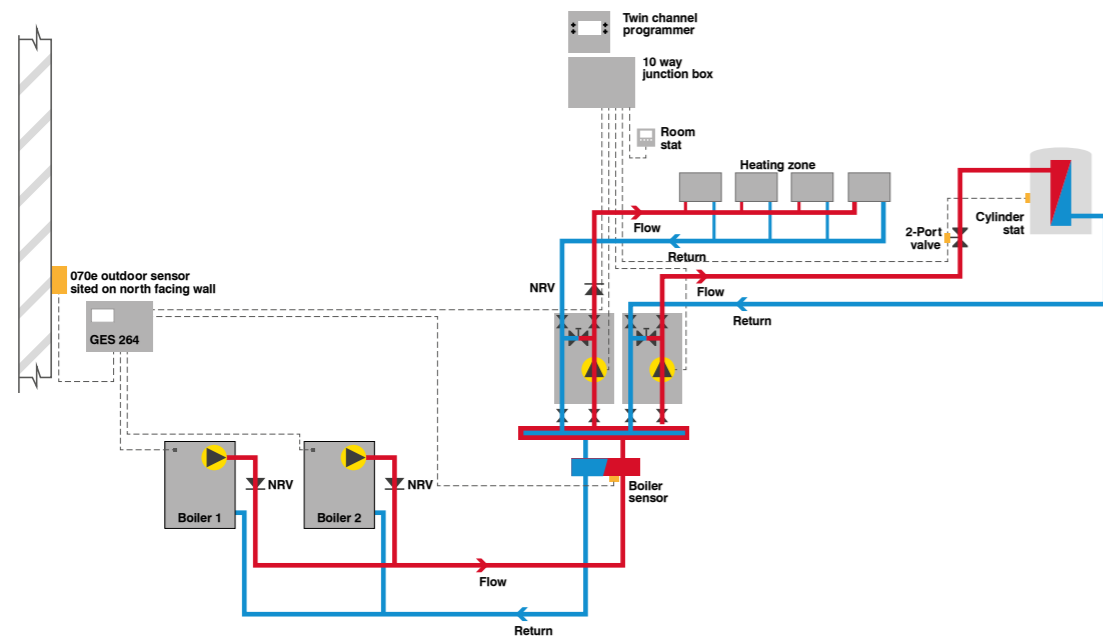 Twin channel
programmer
10 way
junction box
Room
stat
Heating zone
Flow
Return
2-Port
valve
Cylinder
stat
070e outdoor sensor
sited on north facing wall
GES 264
NRV
Flow
Return
Boiler 1
NRV
Boiler 2
NRV
Boiler
sensor
Flow
Return